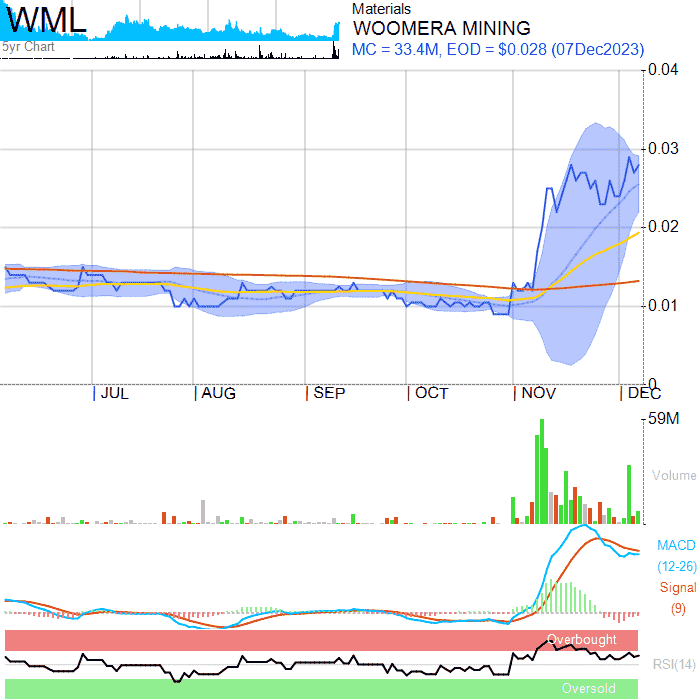 WML
5yr Chart
Materials
WOOMERA MINING
MC = 33.4M, EOD = $0.028 (07Dec2023)
0.04
0.03
0.02
0.01
0
JUL AUG SEP OCT NOV DEC
59M
Volume
MACD
(12-26)
Signal
(9)
Overbought
RSI(14)
Oversold